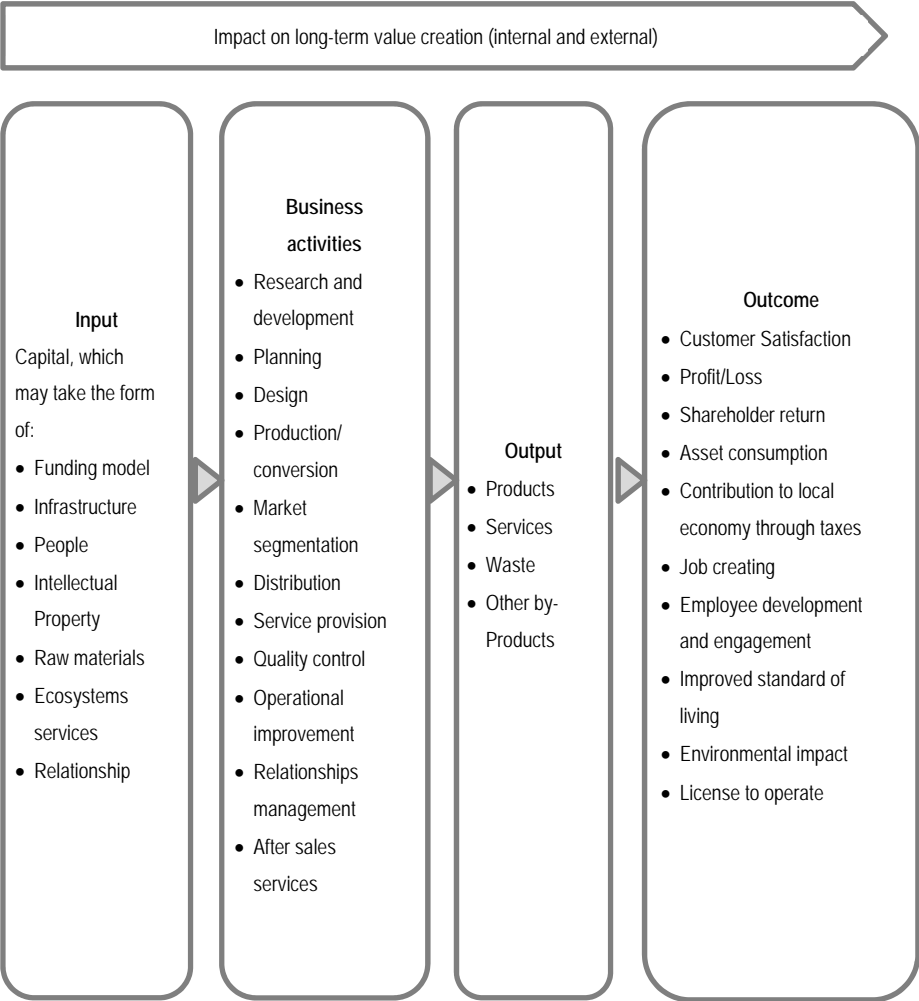 Impact on long-term value creation (internal and external)
Input
Capital, which
may take the form
of:
• Funding model
• Infrastructure
• People
• Intellectual
Property
• Raw materials
• Ecosystems
services
• Relationship
Business
activities
• Research and
development
• Planning
• Design
• Production/
conversion
• Market
segmentation
• Distribution
• Service provision
• Quality control
• Operational
improvement
• Relationships
management
• After sales
services
Output
• Products
• Services
• Waste
• Other by-
Products
Outcome
• Customer Satisfaction
• Profit/Loss
• Shareholder return
• Asset consumption
• Contribution to local
economy through taxes
• Job creating
• Employee development
and engagement
• Improved standard of
living
• Environmental impact
• License to operate